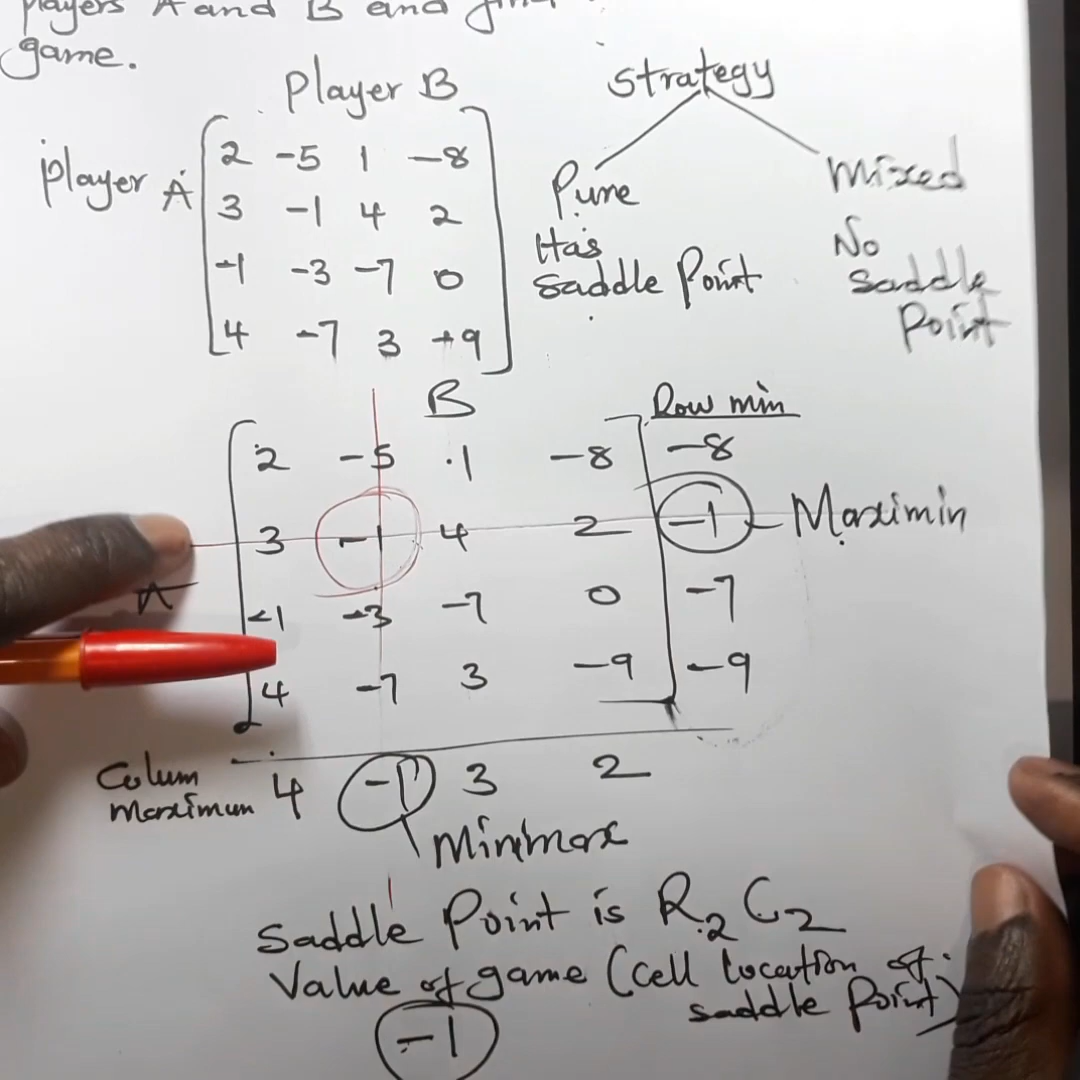 players A and B and find
game.
Player B
Strategy
Player A
2 -5 1 -8
3 -1 4 2
-1 -3 -7 0
4 -7 3 +9
Pure
Has
saddle Point
Mixed
No
saddle
Point
B
Row min
2 -5 1 -8 -8
3 -1 4 2 -1 Maximin
A
-1 -3 -7 0 -7
4 -7 3 -9 -9
Colum
Maximum
4 -1 3 2
Minimax
Saddle Point is R2 C2
Value of game (cell location of
saddle Point)
-1